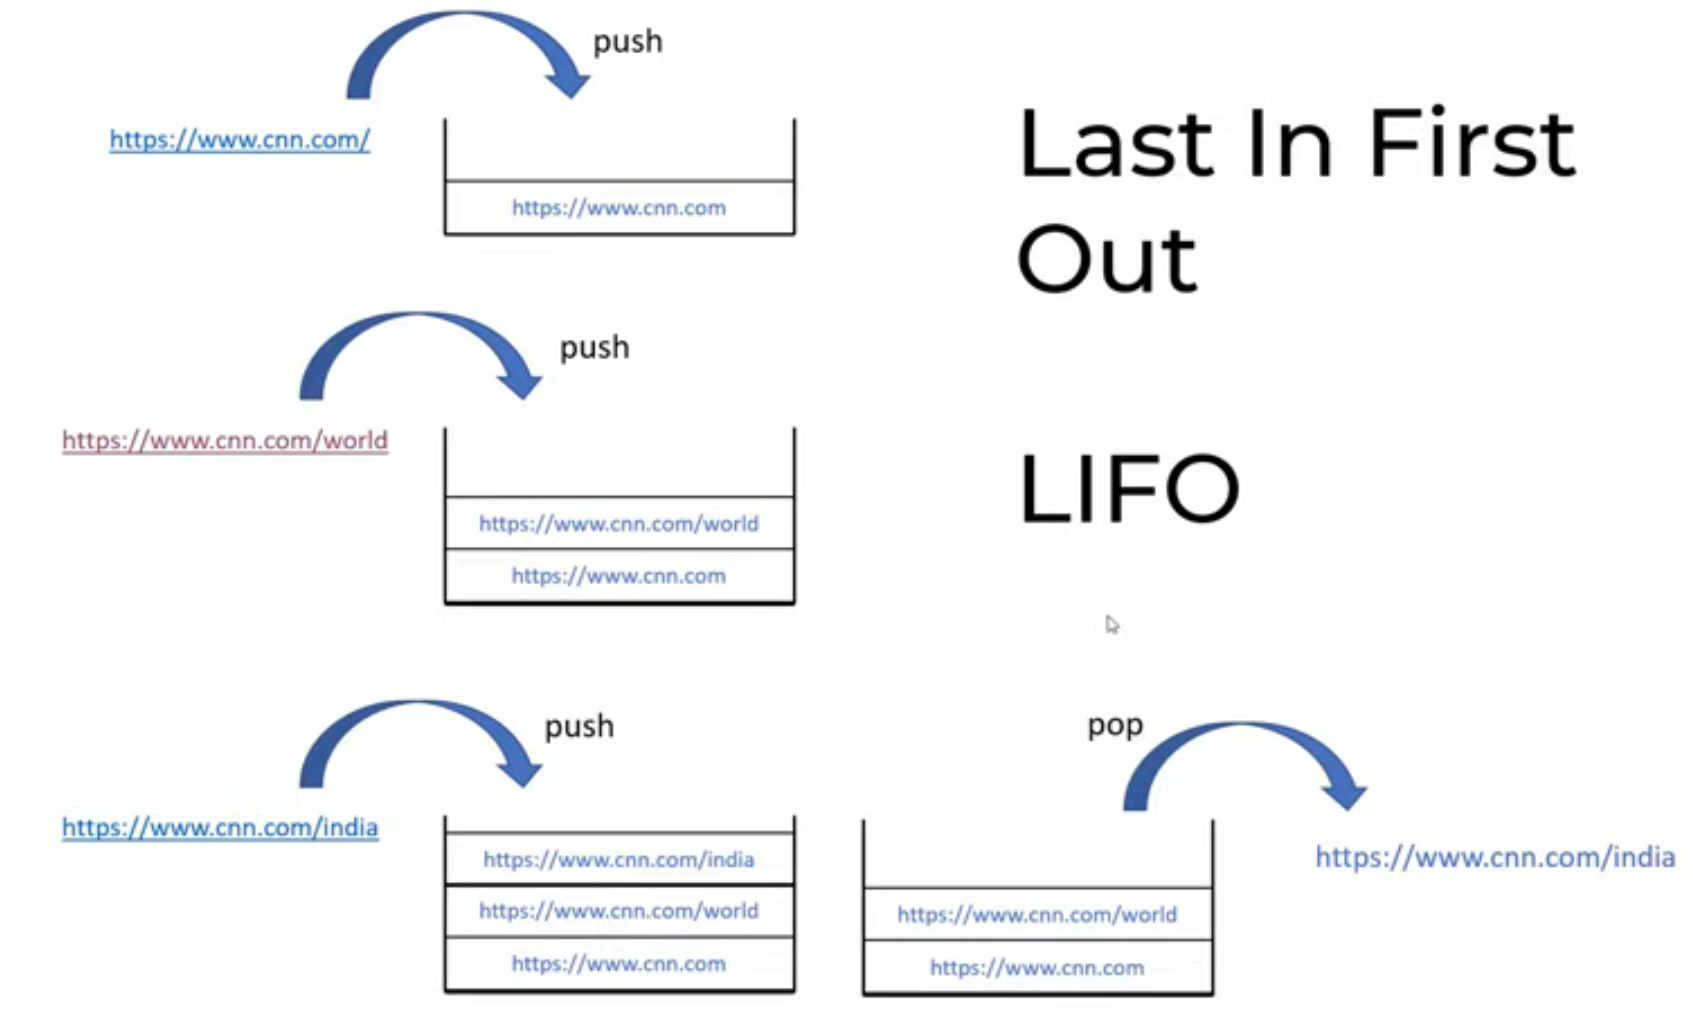 push
https://www.cnn.com/
https://www.cnn.com
Last In First
Out
push
https://www.cnn.com/world
https://www.cnn.com/world
https://www.cnn.com
LIFO
push
https://www.cnn.com/india
https://www.cnn.com/india
https://www.cnn.com/world
https://www.cnn.com
pop
https://www.cnn.com/india
https://www.cnn.com/world
https://www.cnn.com